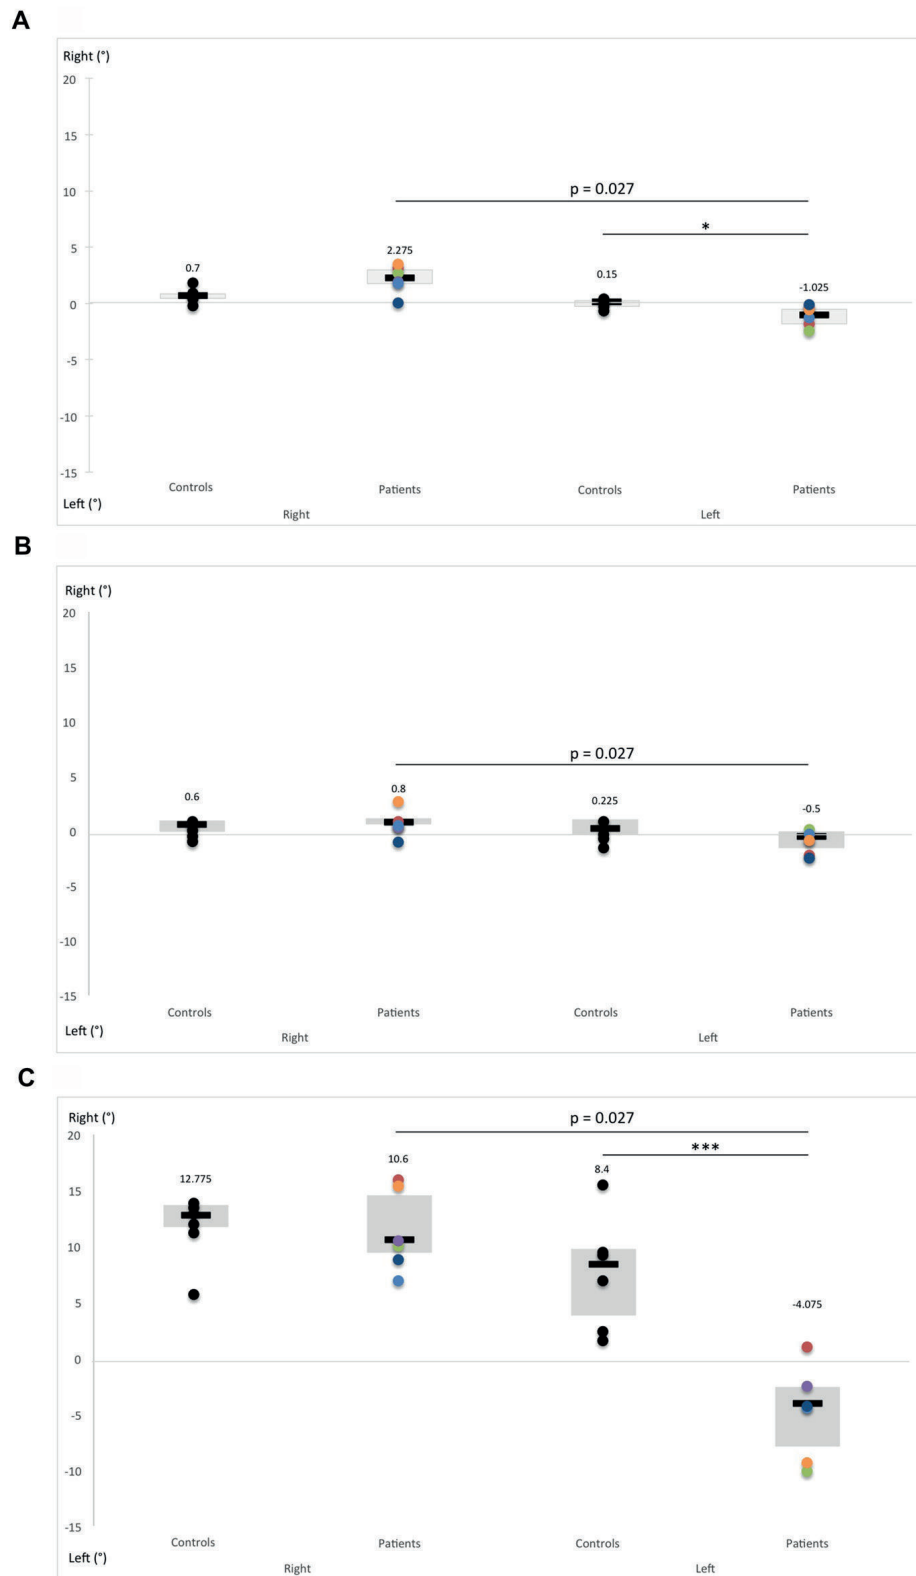 A
Right (°)
20
15
10
p = 0.027
*
5
0.7
2.275
0.15
-1.025
0
-5
-10
-15
Controls
Patients
Controls
Patients
Left (°)
Right
Left
B
Right (°)
20
15
10
p = 0.027
5
0.6
0.8
0.225
-0.5
0
-5
-10
-15
Controls
Patients
Controls
Patients
Left (°)
Right
Left
C
Right (°)
p = 0.027
20
***
12.775
10.6
8.4
15
10
5
-4.075
0
-5
-10
-15
Controls
Patients
Controls
Patients
Left (°)
Right
Left